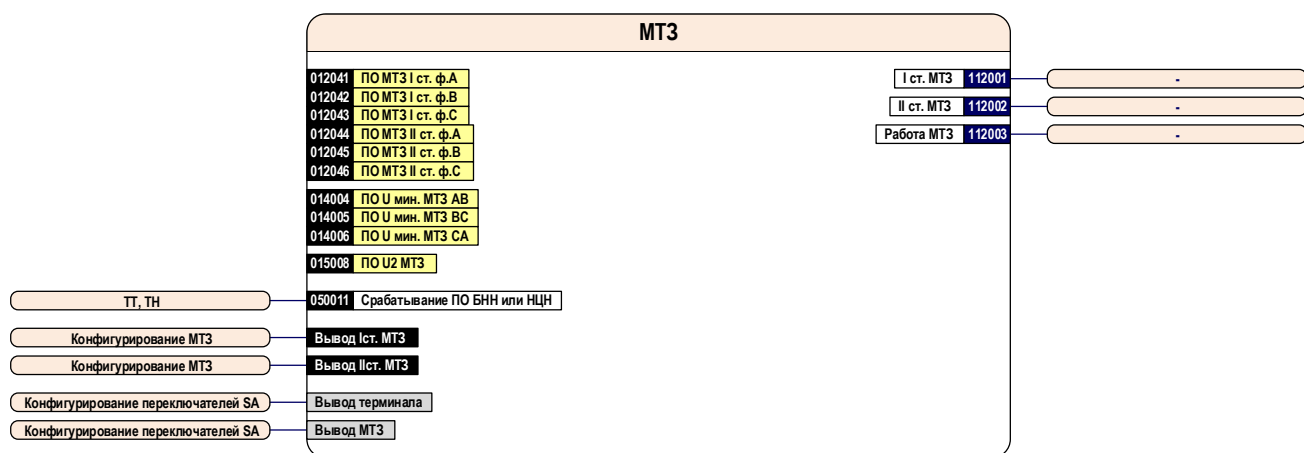 МТЗ
012041 ПО МТЗ I ст. ф.А
012042 ПО МТЗ I ст. ф.В
012043 ПО МТЗ I ст. ф.С
012044 ПО МТЗ II ст. ф.А
012045 ПО МТЗ II ст. ф.В
012046 ПО МТЗ II ст. ф.С
014004 ПО U мин. МТЗ АВ
014005 ПО U мин. МТЗ ВС
014006 ПО U мин. МТЗ СА
015008 ПО U2 МТЗ
ТТ, ТН 050011 Срабатывание ПО БНН или НЦН
Конфигурирование МТЗ Вывод Iст. МТЗ
Конфигурирование МТЗ Вывод IIст. МТЗ
Конфигурирование переключателей SA Вывод терминала
Конфигурирование переключателей SA Вывод МТЗ
I ст. МТЗ 112001 -
II ст. МТЗ 112002 -
Работа МТЗ 112003 -